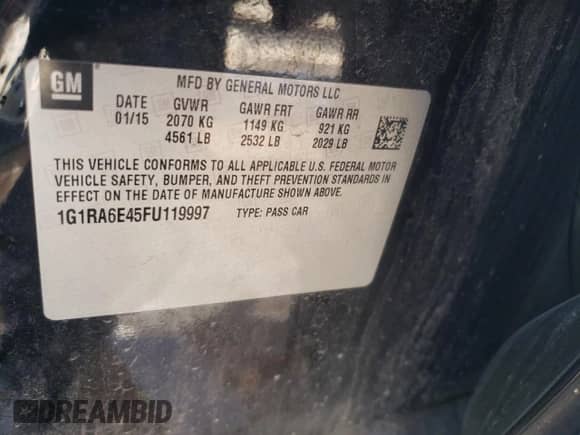 GM
MFD BY GENERAL MOTORS LLC
DATE GVWR GAWR FRT GAWR RR
01/15 2070 KG 1149 KG 921 KG
4561 LB 2532 LB 2029 LB
THIS VEHICLE CONFORMS TO ALL APPLICABLE U.S. FEDERAL MOTOR
VEHICLE SAFETY, BUMPER, AND THEFT PREVENTION STANDARDS IN
EFFECT ON THE DATE OF MANUFACTURE SHOWN ABOVE.
1G1RA6E45FU119997 TYPE: PASS CAR
DREAMBID